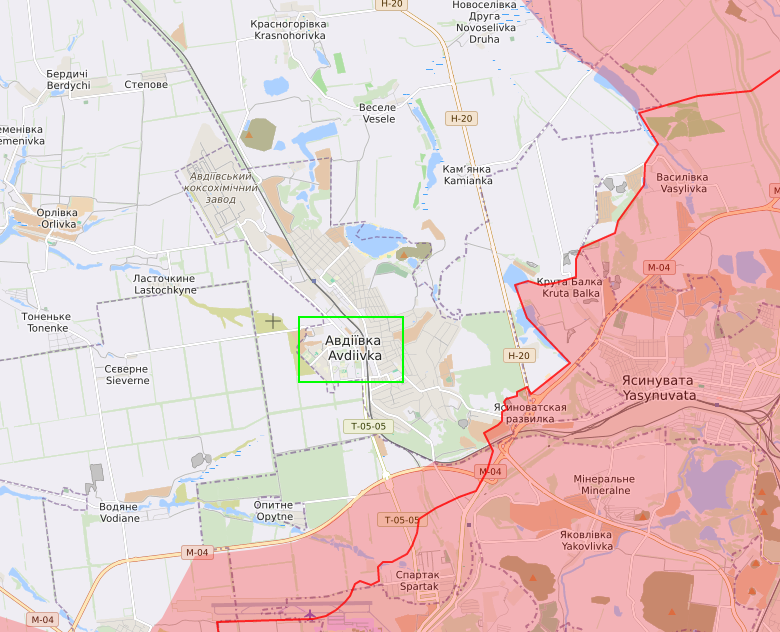 H-20
Новоселівка
Друга
Novoselivka
Druha
Красногорівка
Krasnohorivka
Бердичі
Berdychi
Степове
Веселе
Vesele
H-20
еменівка
emenivka
Авдіївський
коксохімічний
завод
Кам'янка
Kamianka
Василівка
Vasylivka
M
Орлівка
Orlivka
M-04
Ласточкине
Lastochkyne
Крута Балка
Kruta Balka
Тоненьке
Tonenke
Авдіївка
Avdiivka
H-20
Сєверне
Sieverne
Ясинувата
Yasynuvata
Ясиноватская
развилка
T-05-05
M-04
Мінеральне
Mineralne
Водяне
Vodiane
Опитне
Opytne
T-05-05
M-04
Яковлівка
Yakovlivka
Спартак
Spartak
M-04